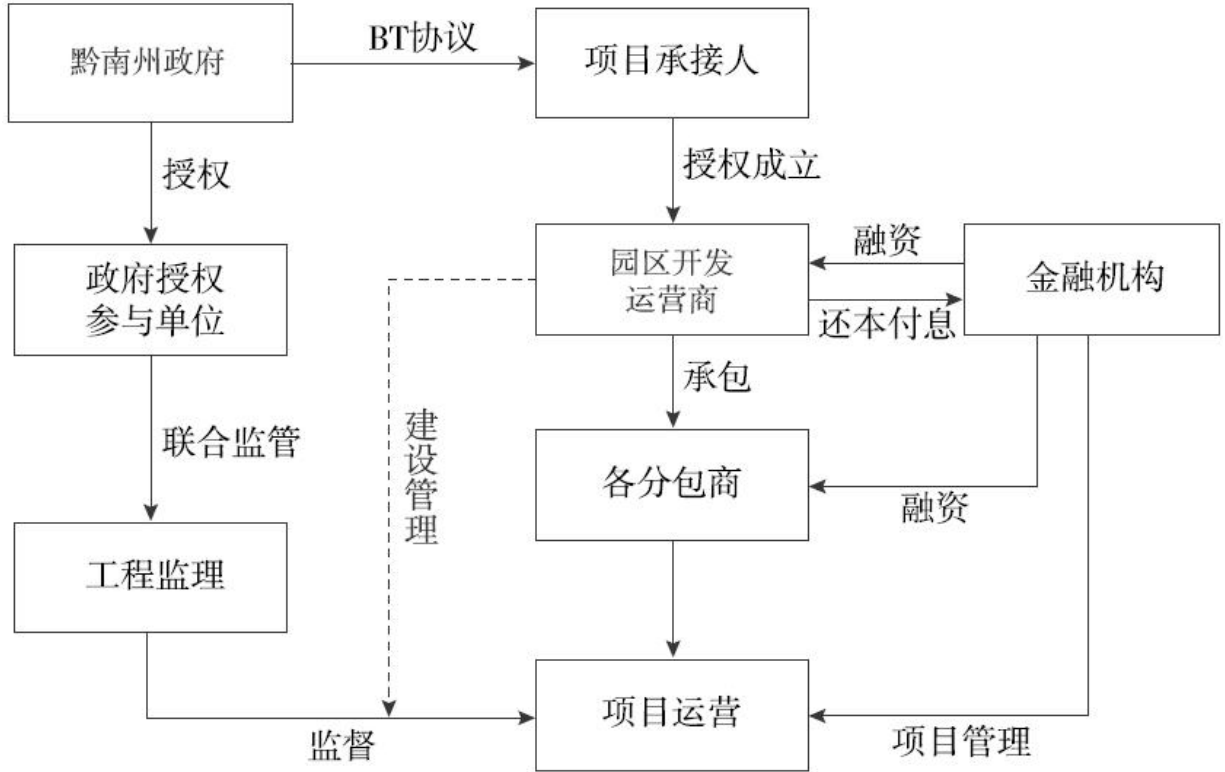 黔南州政府
BT协议
项目承接人
授权
授权成立
政府授权
参与单位
园区开发
运营商
融资
还本付息
金融机构
联合监管
建设管理
承包
各分包商
融资
工程监理
监督
项目运营
项目管理